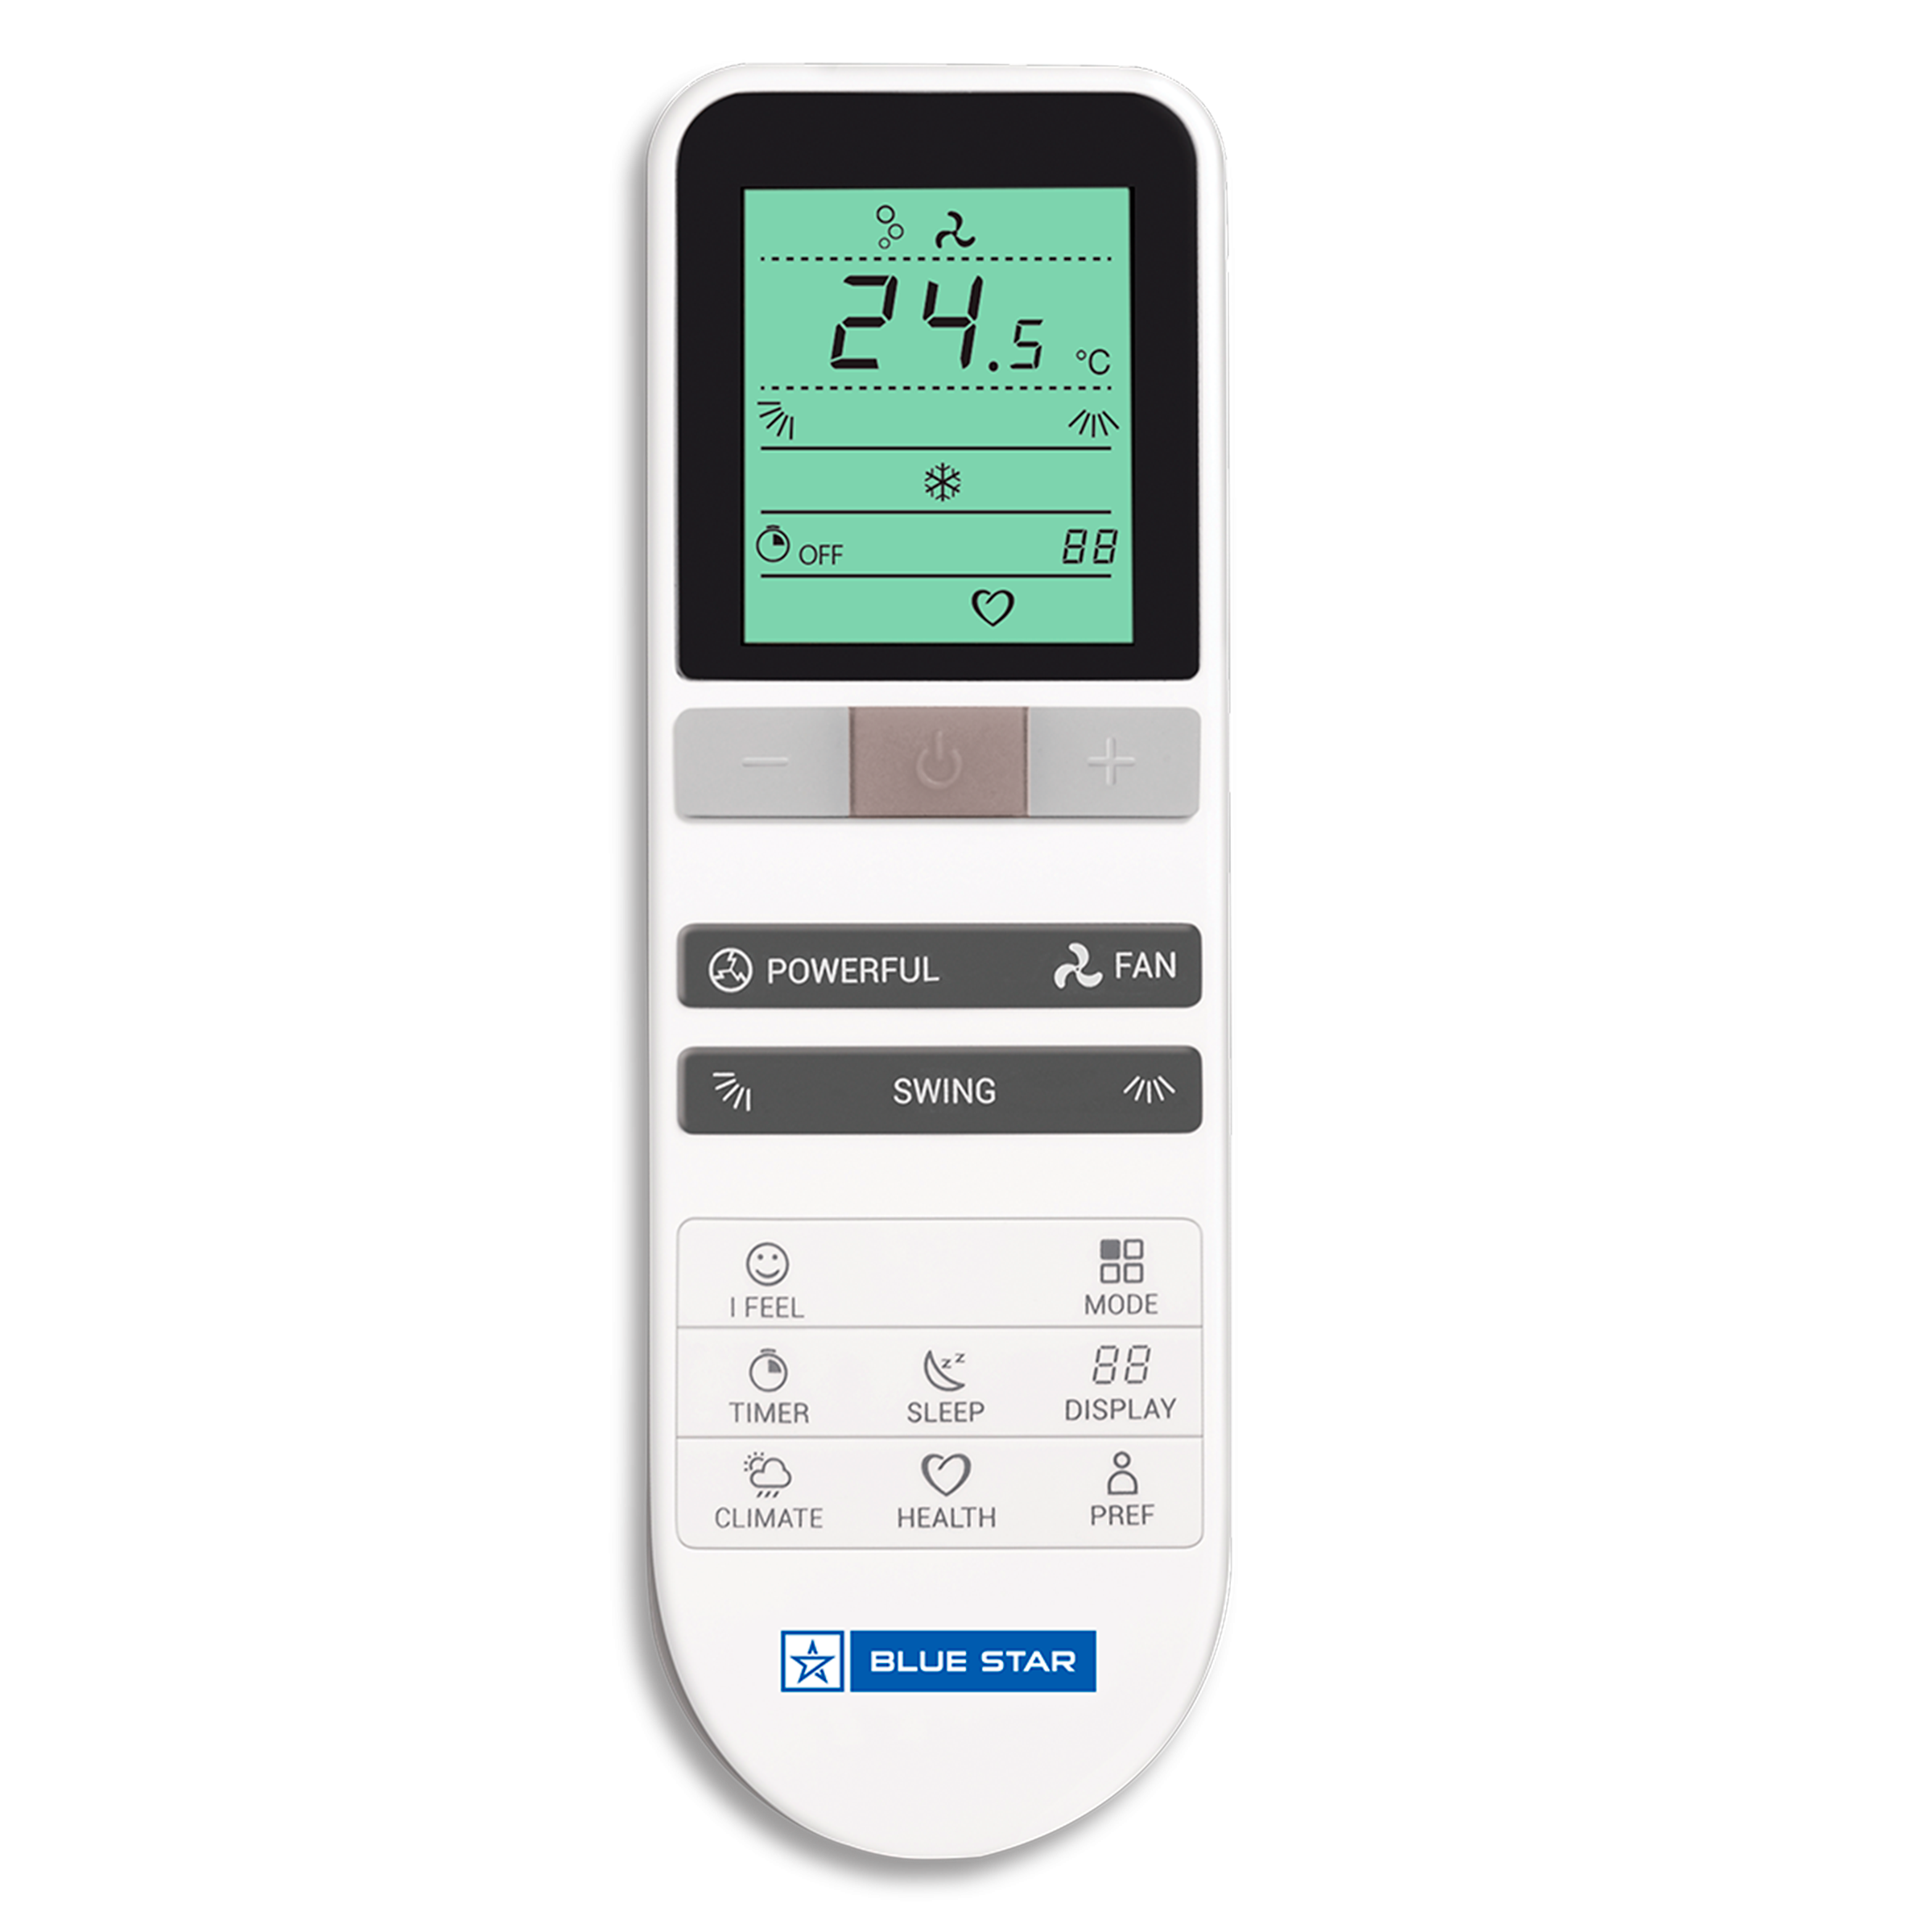 24.5 °C
OFF 88
POWERFUL FAN
SWING
I FEEL MODE
TIMER SLEEP 88 DISPLAY
CLIMATE HEALTH PREF
BLUE STAR